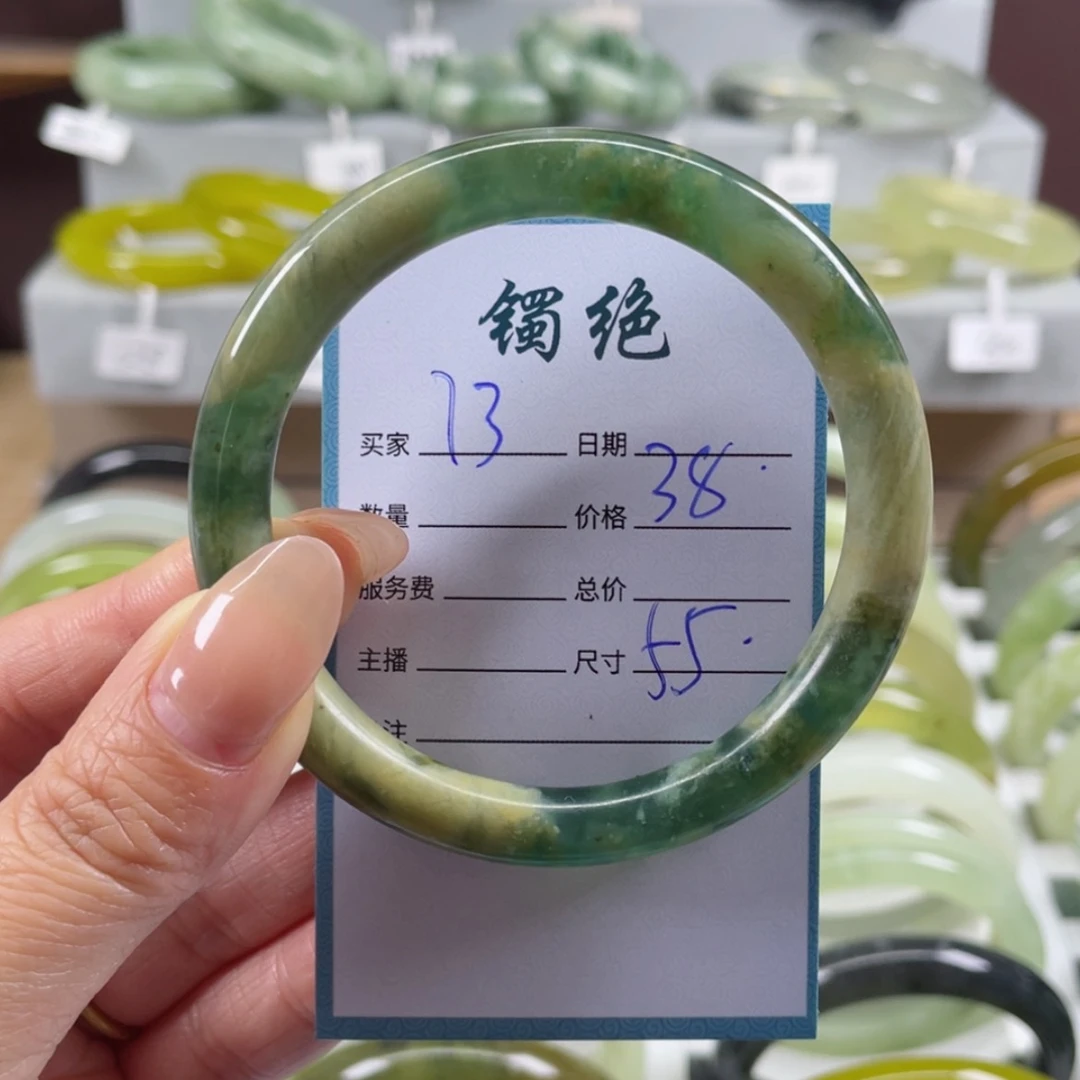 镯绝
买家 13 日期
数量 价格 38.
服务费 总价
主播 尺寸 55.
注